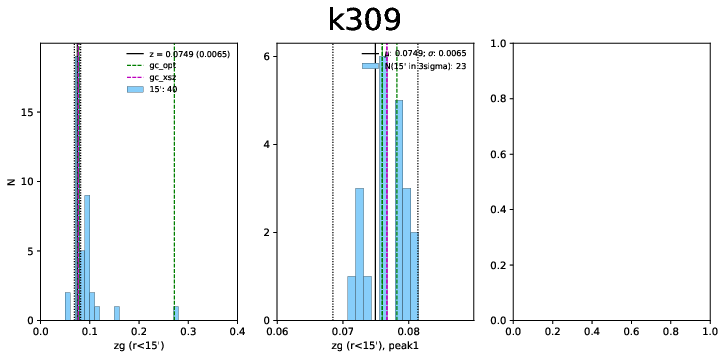 k309
z = 0.0749 (0.0065)
gc_opt
gc_xsz
15': 40
N
15
10
5
0
0.0 0.1 0.2 0.3 0.4
zg (r<15')
μ: 0.0749; σ: 0.0065
N(15' in 3sigma): 23
6
4
2
0
0.06 0.07 0.08
zg (r<15'), peak1
1.0
0.8
0.6
0.4
0.2
0.0
0.0 0.2 0.4 0.6 0.8 1.0